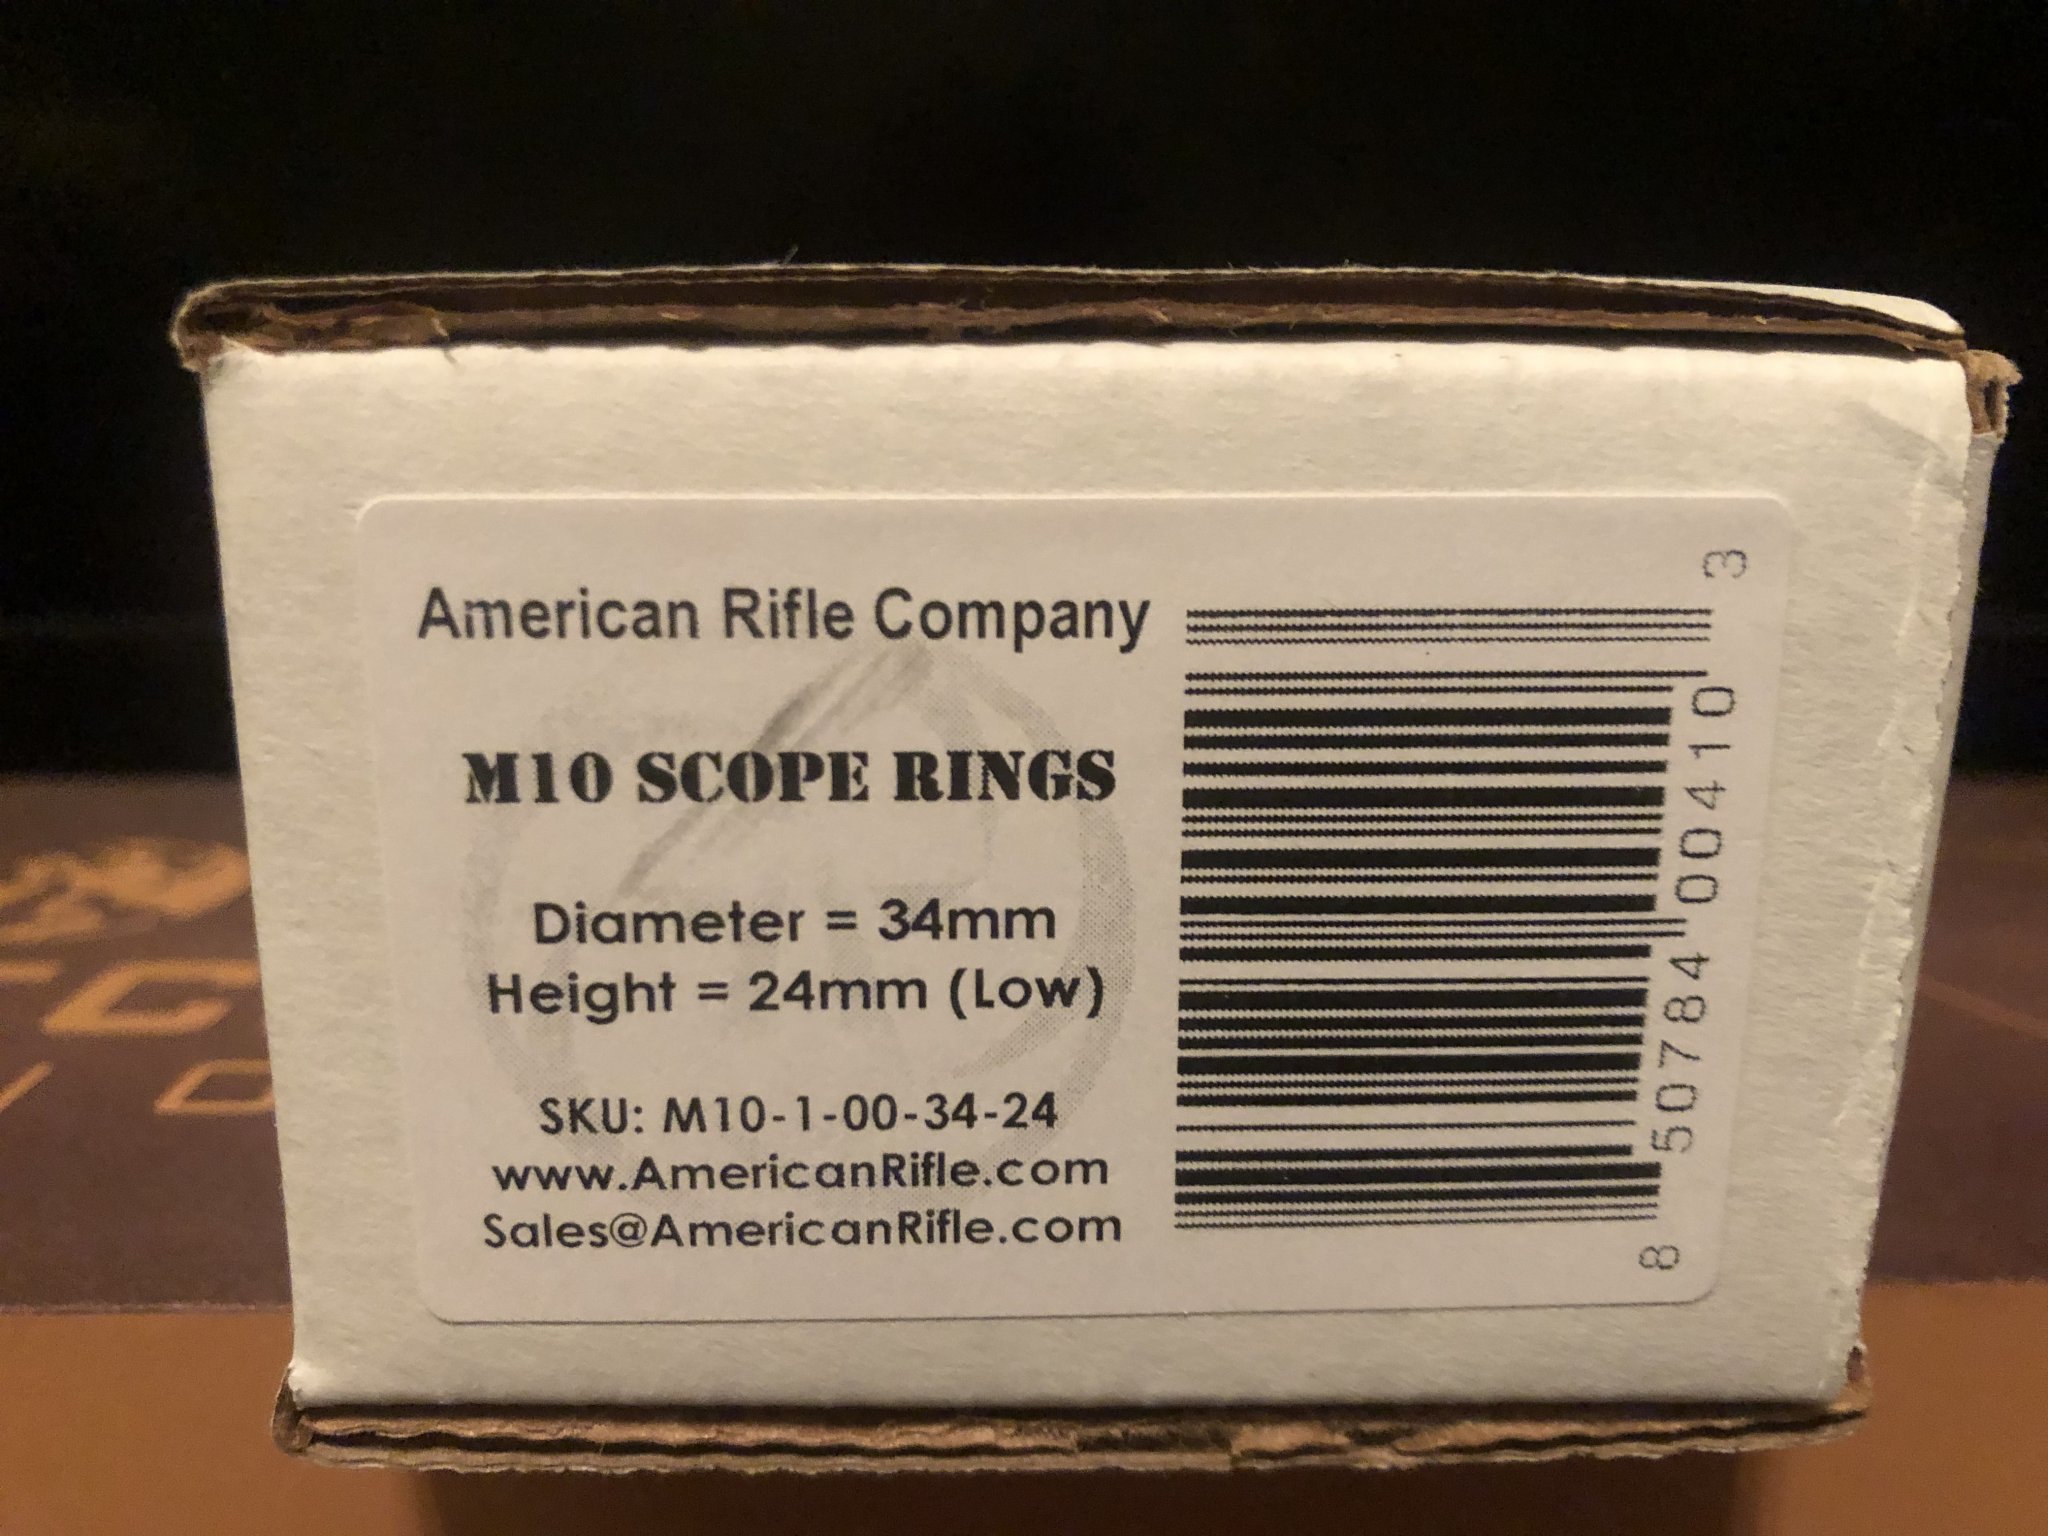 American Rifle Company
M10 SCOPE RINGS
Diameter = 34mm
Height = 24mm (Low)
SKU: M10-1-00-34-24
www.AmericanRifle.com
Sales@AmericanRifle.com
8 50784 00410 3